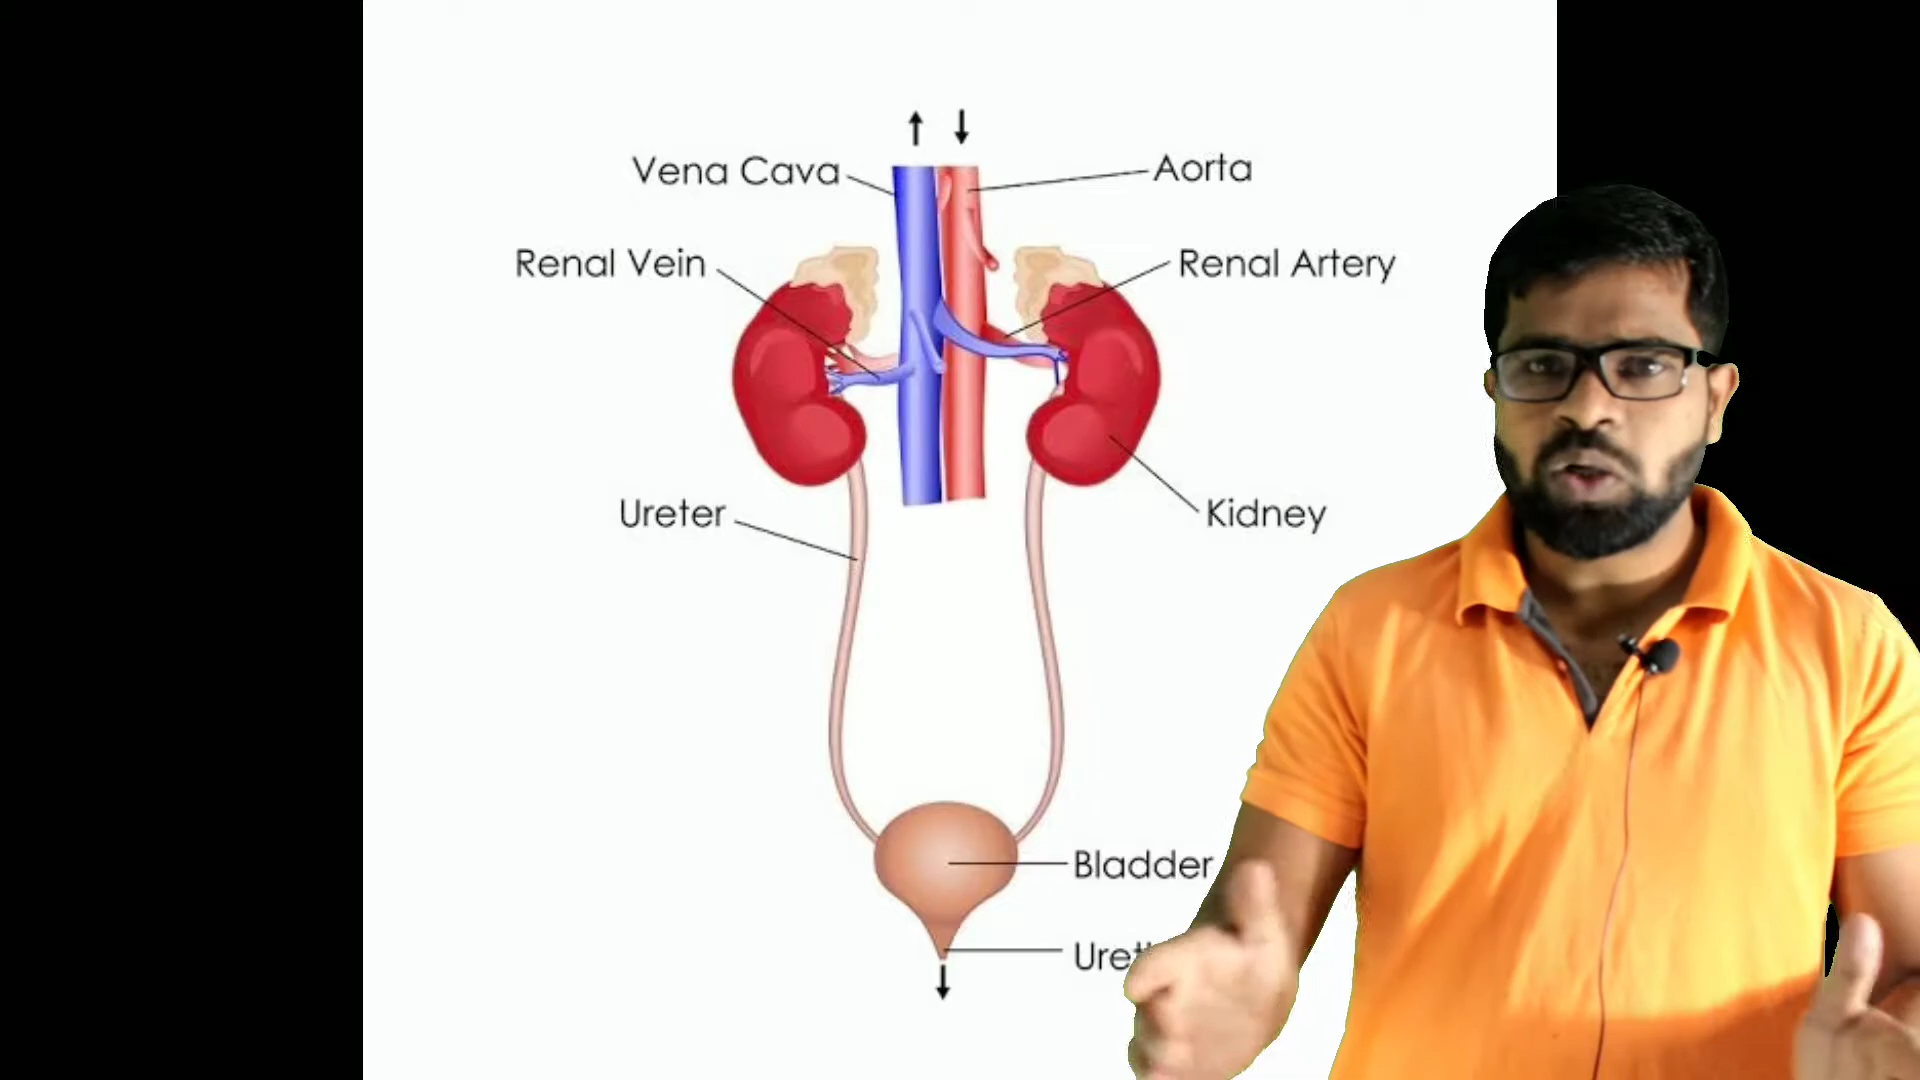 Vena Cava
Aorta
Renal Vein
Renal Artery
Ureter
Kidney
Bladder